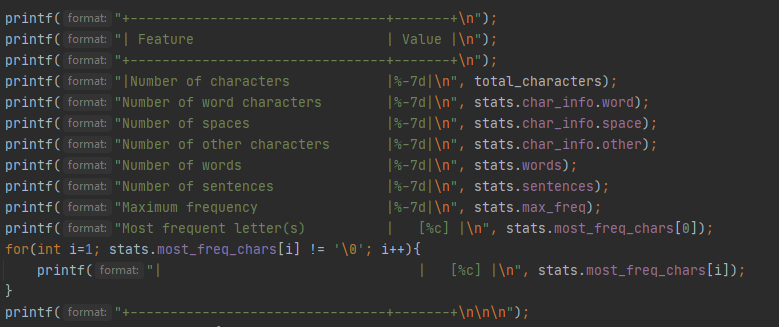 printf( format: "+-------------------------------+-------+\n");
printf( format: "| Feature                       | Value |\n");
printf( format: "+-------------------------------+-------+\n");
printf( format: "|Number of characters           |%-7d|\n", total_characters);
printf( format: "Number of word characters       |%-7d|\n", stats.char_info.word);
printf( format: "Number of spaces                |%-7d|\n", stats.char_info.space);
printf( format: "Number of other characters      |%-7d|\n", stats.char_info.other);
printf( format: "Number of words                 |%-7d|\n", stats.words);
printf( format: "Number of sentences             |%-7d|\n", stats.sentences);
printf( format: "Maximum frequency               |%-7d|\n", stats.max_freq);
printf( format: "Most frequent letter(s)         |   [%c] |\n", stats.most_freq_chars[0]);
for(int i=1; stats.most_freq_chars[i] != '\0'; i++){
    printf( format: "|                               |   [%c] |\n", stats.most_freq_chars[i]);
}
printf( format: "+-------------------------------+-------+\n\n\n");